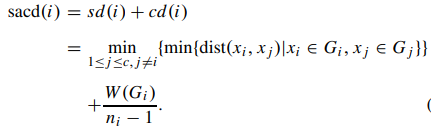 sacd(i) = sd(i) + cd(i)
= min_{1≤j≤c,j≠i} {min{dist(x_i, x_j)|x_i ∈ G_i, x_j ∈ G_j}}
+ W(G_i) / (n_i − 1).
(